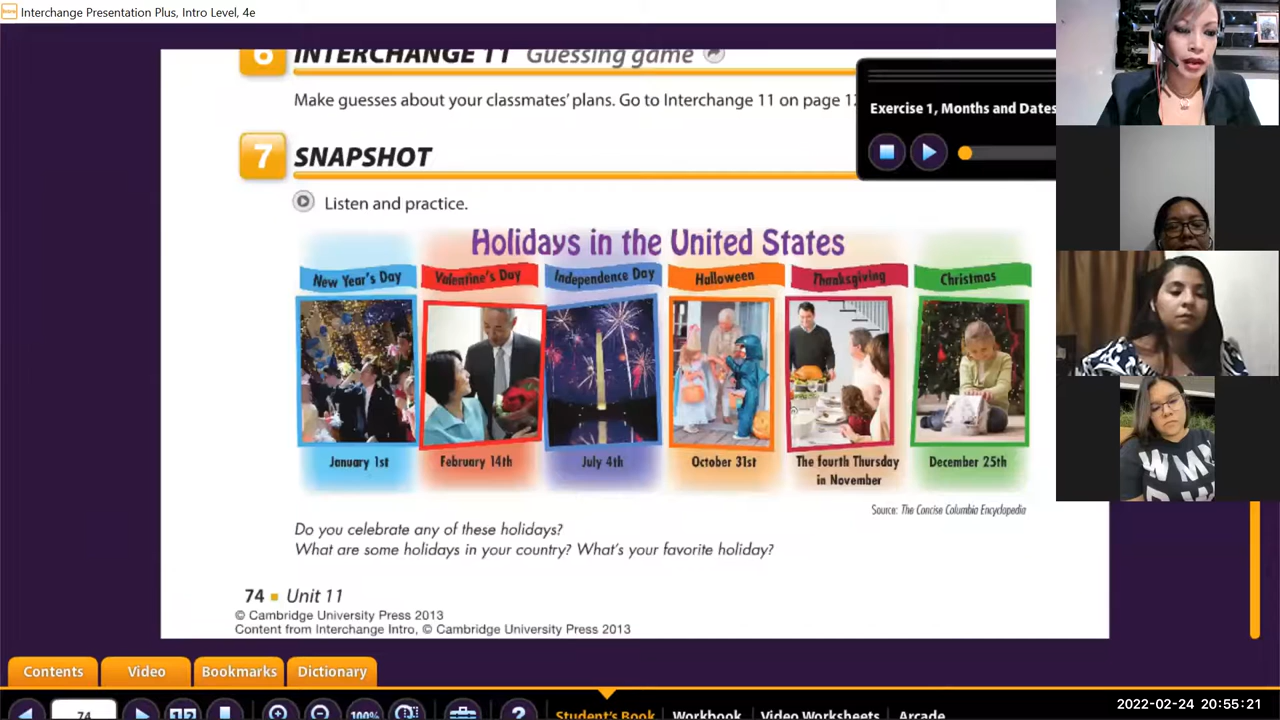 Interchange Presentation Plus, Intro Level, 4e
INTERCHANGE 11 Guessing game
Make guesses about your classmates' plans. Go to Interchange 11 on page
Exercise 1, Months and Dates
7 SNAPSHOT
Listen and practice.
Holidays in the United States
New Year's Day
Valentine's Day
Independence Day
Halloween
Thanksgiving
Christmas
January 1st
February 14th
July 4th
October 31st
The fourth Thursday
in November
December 25th
Source: The Concise Columbia Encyclopedia
Do you celebrate any of these holidays?
What are some holidays in your country? What's your favorite holiday?
74 Unit 11
© Cambridge University Press 2013
Content from Interchange Intro, © Cambridge University Press 2013
Contents Video Bookmarks Dictionary
74 100% ? Student's Book Workbook Video Worksheets Arcade
2022-02-24 20:55:21